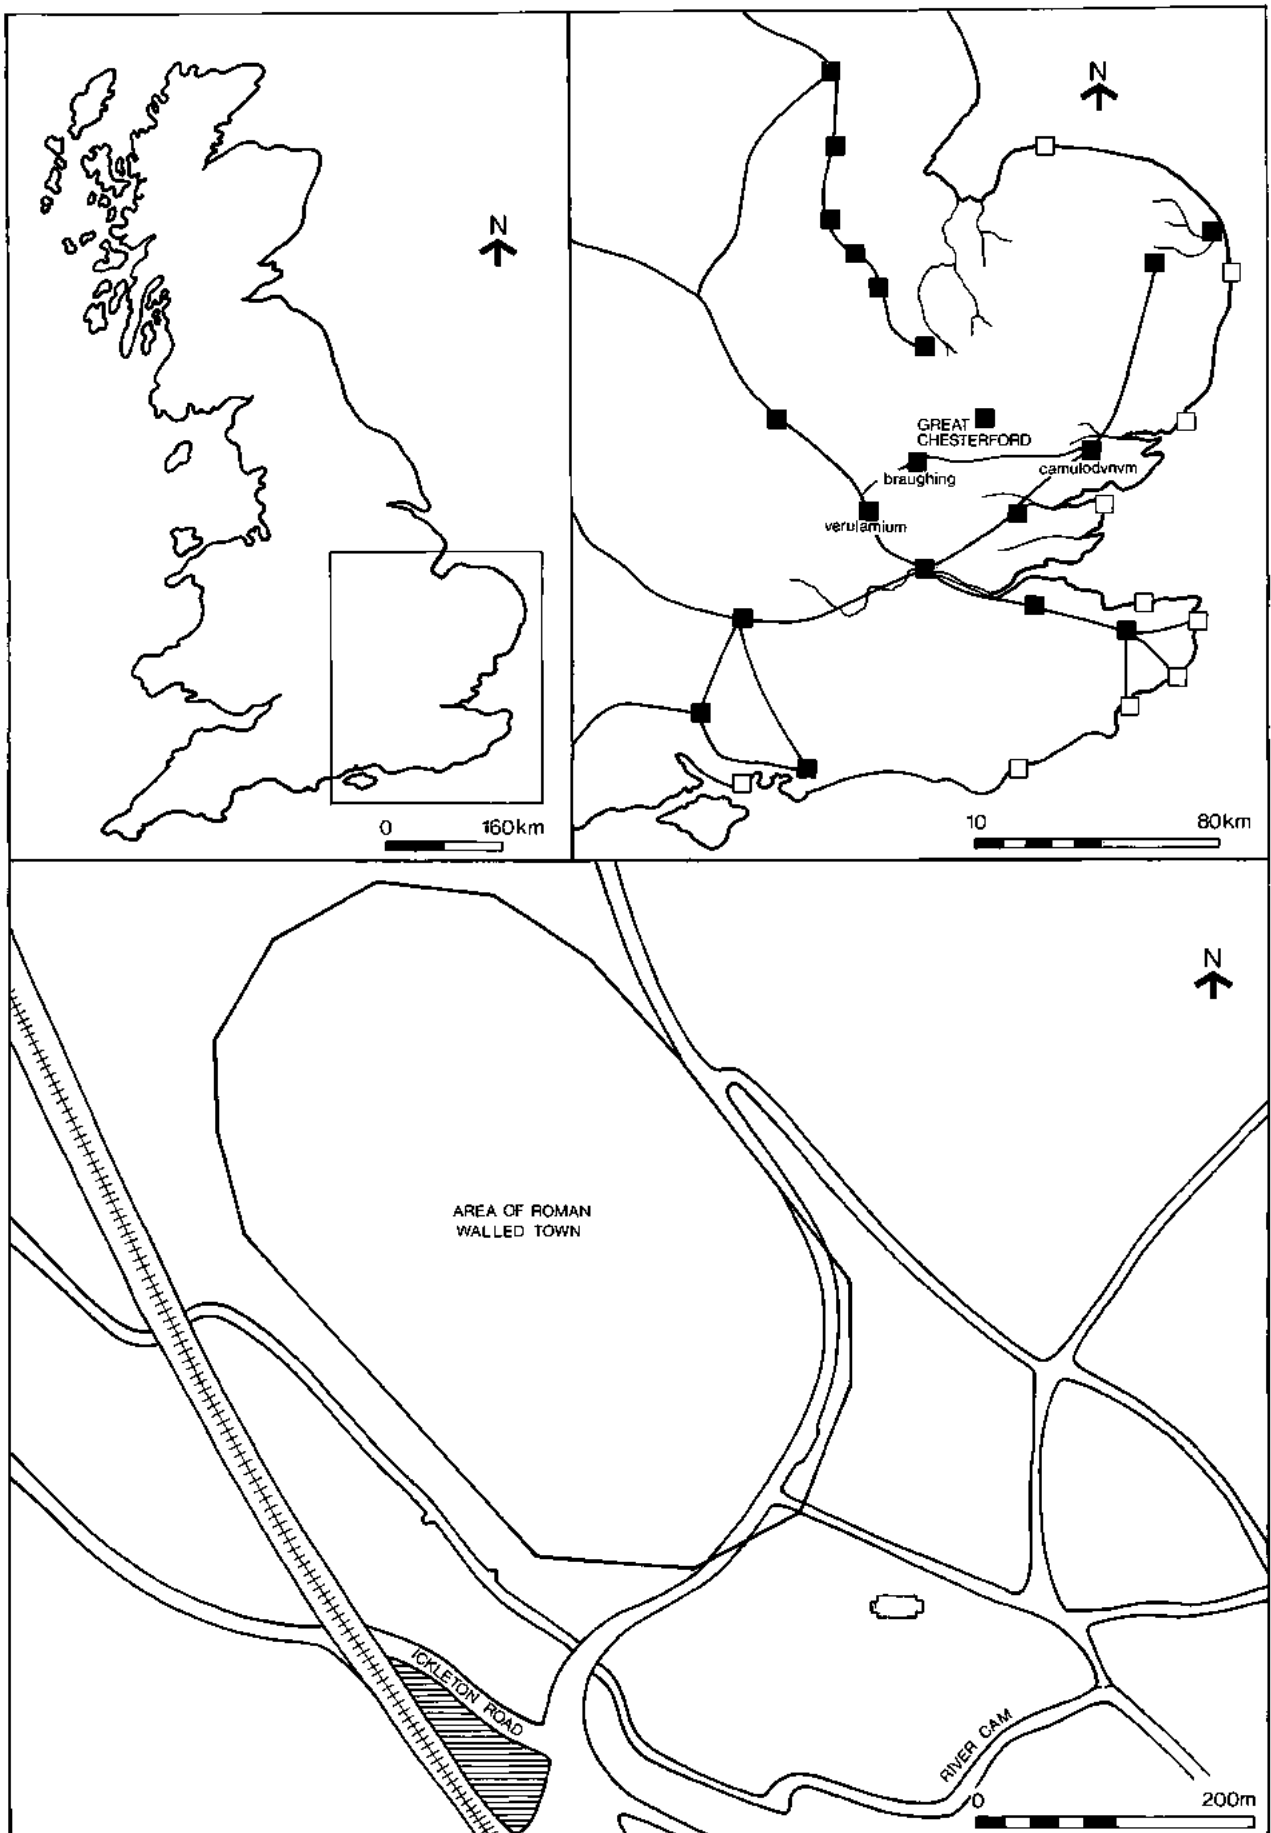 N
0 160km
N
GREAT
CHESTERFORD
braughing
camulodvnvm
verulamium
10 80km
N
AREA OF ROMAN
WALLED TOWN
ICKLETON ROAD
RIVER CAM
0 200m